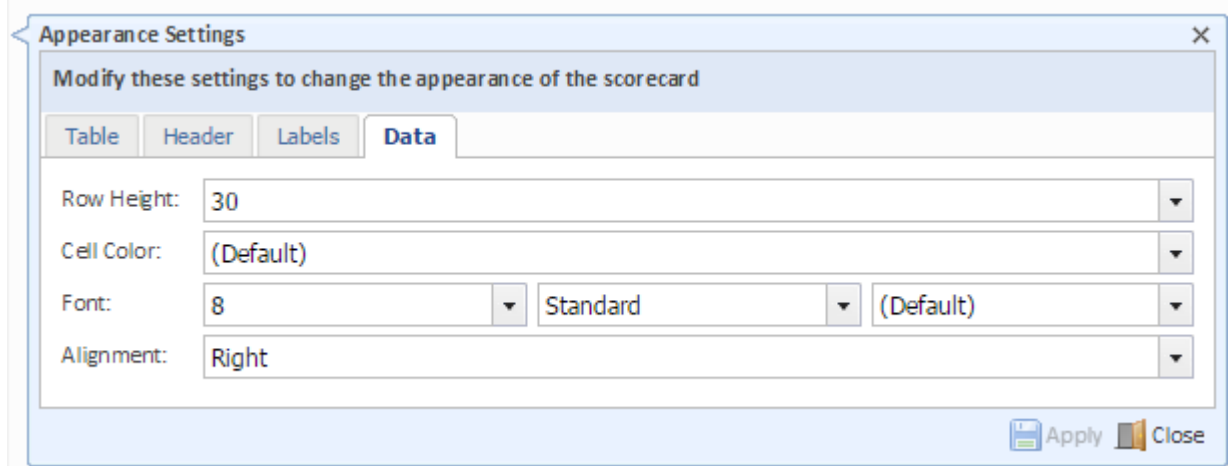 Appearance Settings
Modify these settings to change the appearance of the scorecard
Table Header Labels Data
Row Height: 30
Cell Color: (Default)
Font: 8 Standard (Default)
Alignment: Right
Apply Close